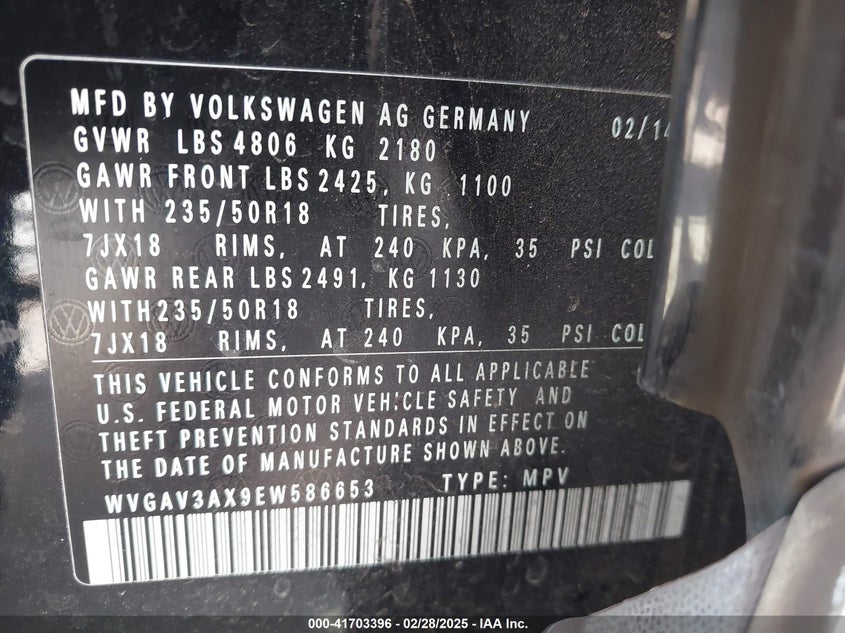 MFD BY VOLKSWAGEN AG GERMANY 02/14
GVWR LBS 4806 KG 2180
GAWR FRONT LBS 2425, KG 1100
WITH 235/50R18 TIRES,
7JX18 RIMS, AT 240 KPA, 35 PSI COL
GAWR REAR LBS 2491, KG 1130
WITH 235/50R18 TIRES,
7JX18 RIMS, AT 240 KPA, 35 PSI COL
THIS VEHICLE CONFORMS TO ALL APPLICABLE
U.S. FEDERAL MOTOR VEHICLE SAFETY AND
THEFT PREVENTION STANDARDS IN EFFECT ON
THE DATE OF MANUFACTURE SHOWN ABOVE.
WVGAV3AX9EW586653 TYPE: MPV
000-41703396 - 02/28/2025 - IAA Inc.